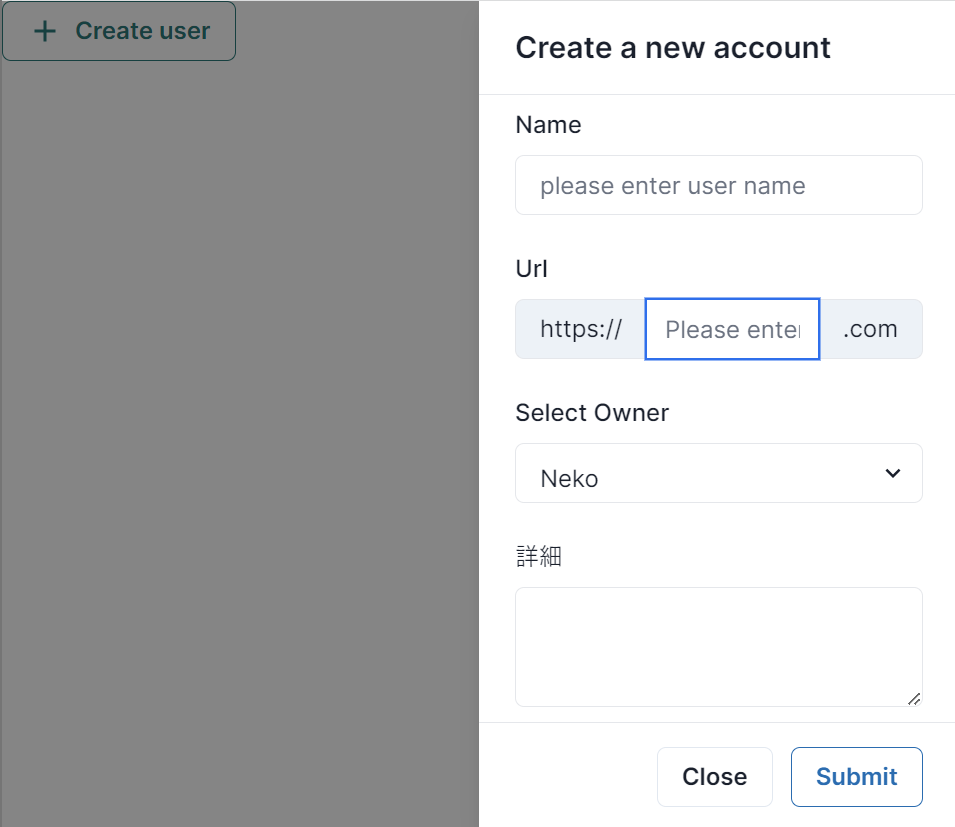 Create user
Create a new account
Name
please enter user name
Url
https:// Please enter .com
Select Owner
Neko
詳細
Close Submit